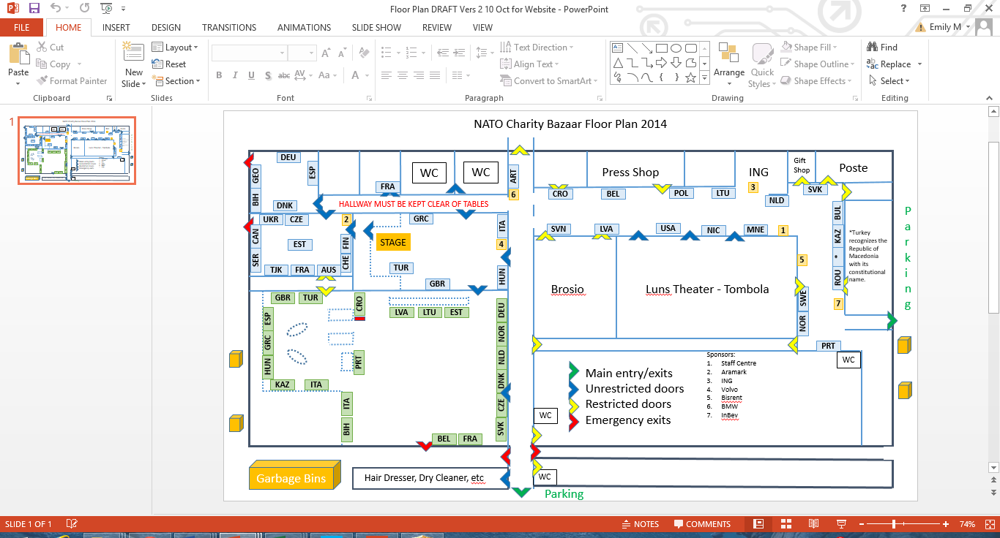 Floor Plan DRAFT Vers 2 10 Oct for Website - PowerPoint
FILE HOME INSERT DESIGN TRANSITIONS ANIMATIONS SLIDE SHOW REVIEW VIEW Emily M
Paste
Cut
Copy
Format Painter
Clipboard
New Slide
Layout
Reset
Section
Slides
B I U S abc AV Aa A
Font
Text Direction
Align Text
Convert to SmartArt
Paragraph
Arrange
Quick Styles
Shape Fill
Shape Outline
Shape Effects
Drawing
Find
Replace
Select
Editing
1
NATO Charity Bazaar Floor Plan 2014
DEU
GEO
ESP
BIH
DNK
FRA
WC
WC
ART
6
HALLWAY MUST BE KEPT CLEAR OF TABLES
Press Shop
ING
3
Gift
Shop
Poste
CRO
BEL
POL
LTU
NLD
SVK
UKR
CZE
2
CAN
EST
FIN
SER
CHE
TJK
FRA
AUS
GRC
STAGE
TUR
GBR
ITA
4
HUN
SVN
LVA
USA
NIC
MNE
1
5
BUL
KAZ
*
ROU
7
*Turkey
recognizes the
Republic of
Macedonia
with its
constitutional
name.
Parking
Brosio
Luns Theater - Tombola
SWE
NOR
PRT
WC
GBR
TUR
CRO
ESP
GRC
HUN
KAZ
ITA
PRT
ITA
BIH
LVA
LTU
EST
DEU
NOR
NLD
DNK
CZE
SVK
BEL
FRA
Main entry/exits
Unrestricted doors
Restricted doors
Emergency exits
Sponsors:
1. Staff Centre
2. Aramark
3. ING
4. Volvo
5. Bisrent
6. BMW
7. InBev
WC
WC
Garbage Bins
Hair Dresser, Dry Cleaner, etc
Parking
SLIDE 1 OF 1
NOTES
COMMENTS
74%